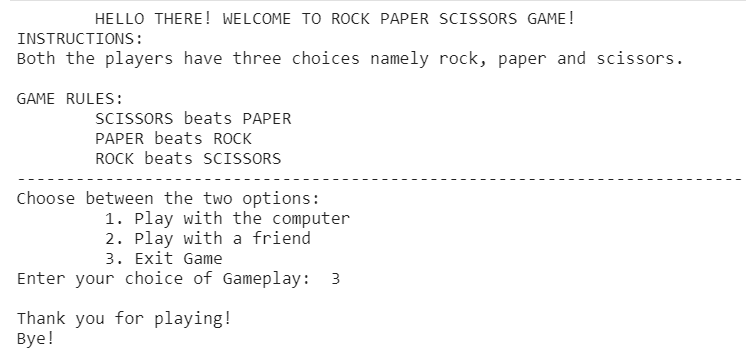 HELLO THERE! WELCOME TO ROCK PAPER SCISSORS GAME!
INSTRUCTIONS:
Both the players have three choices namely rock, paper and scissors.
GAME RULES:
SCISSORS beats PAPER
PAPER beats ROCK
ROCK beats SCISSORS
--------------------------------------------------------------------------
Choose between the two options:
1. Play with the computer
2. Play with a friend
3. Exit Game
Enter your choice of Gameplay:  3
Thank you for playing!
Bye!